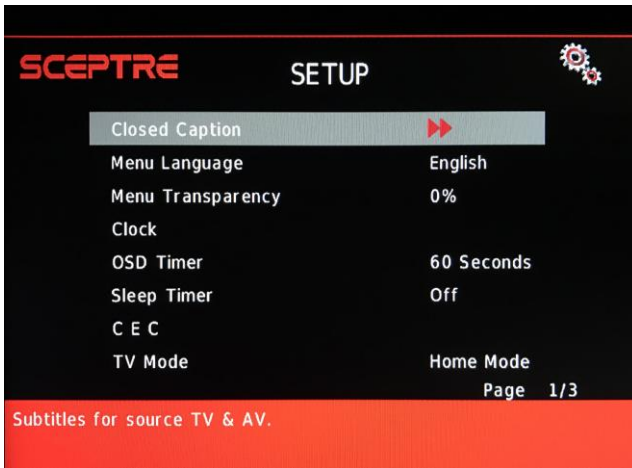 SCEPTRE
SETUP
Closed Caption
Menu Language English
Menu Transparency 0%
Clock
OSD Timer 60 Seconds
Sleep Timer Off
C E C
TV Mode Home Mode
Page 1/3
Subtitles for source TV & AV.